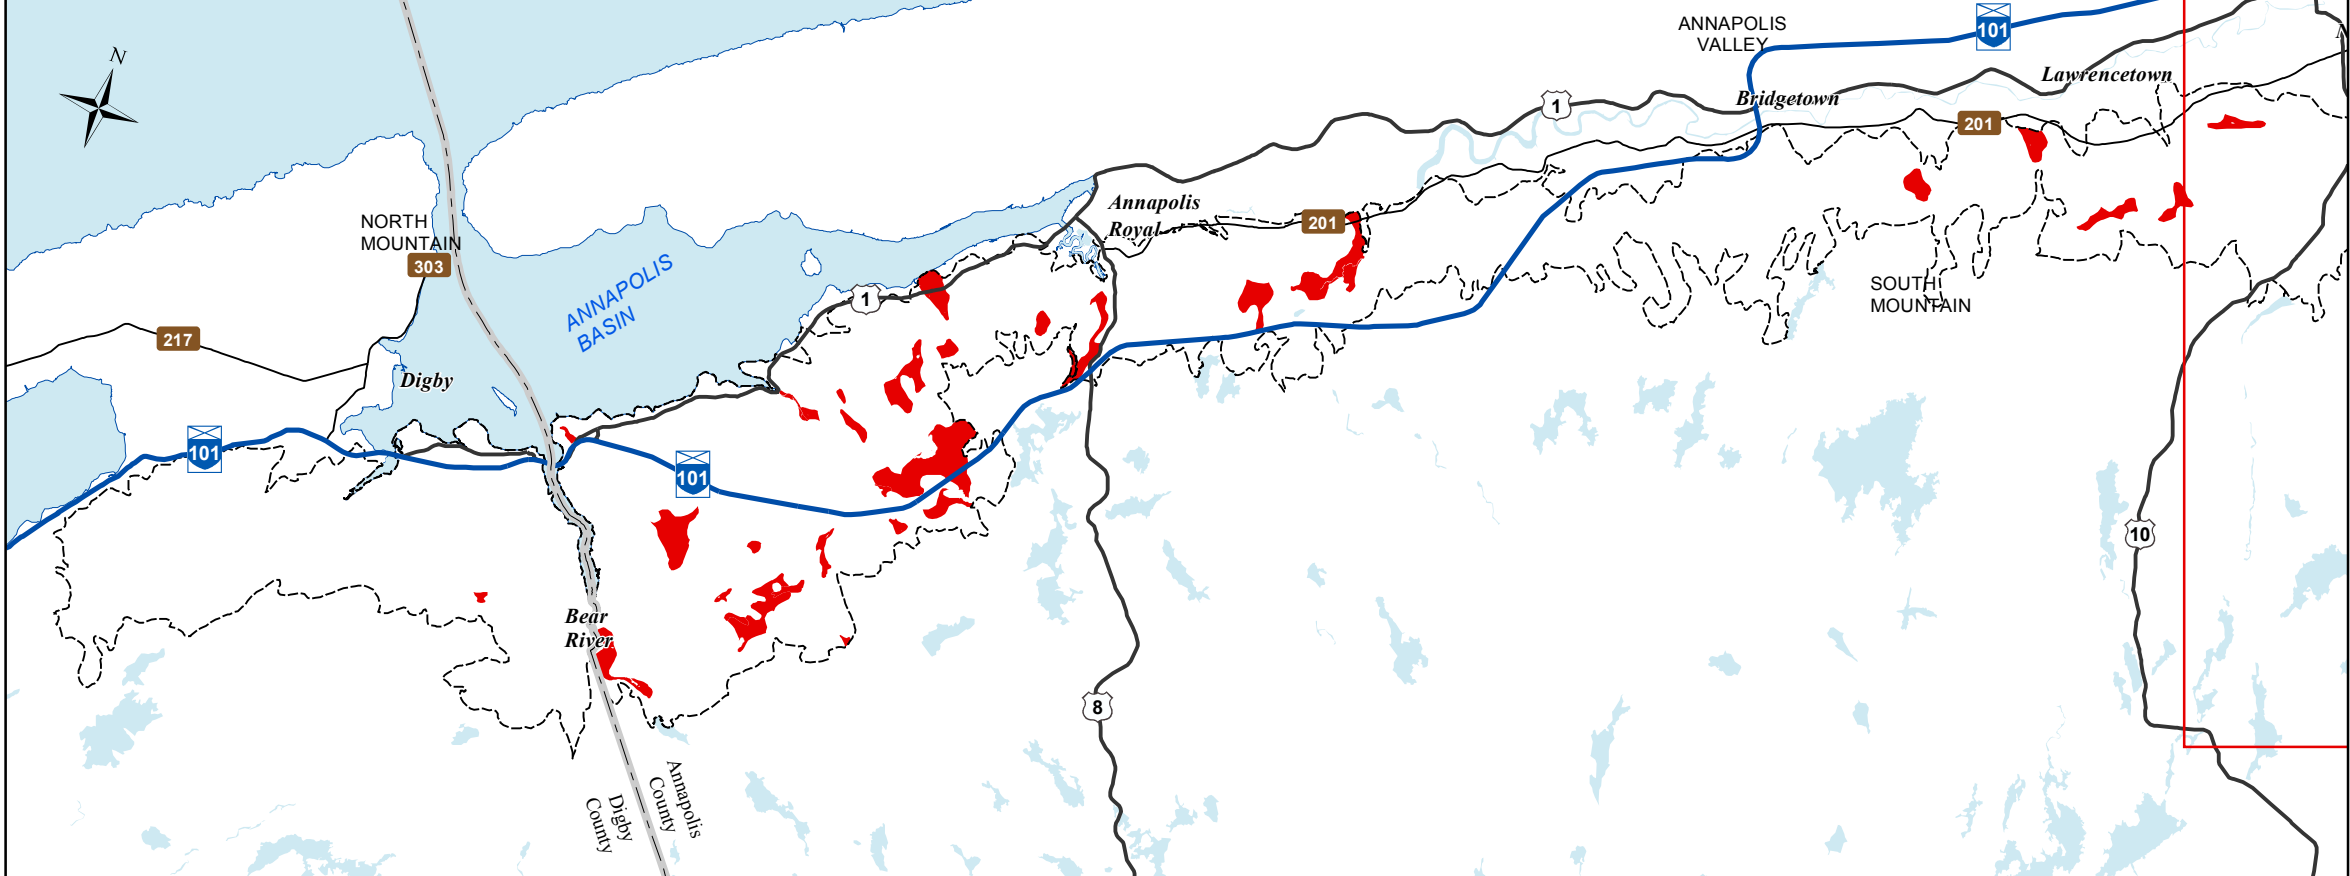 N
ANNAPOLIS
VALLEY
101
1
Lawrencetown
Bridgetown
201
Annapolis
Royal
201
NORTH
MOUNTAIN
303
ANNAPOLIS
BASIN
1
SOUTH
MOUNTAIN
217
Digby
101
101
10
Bear
River
8
Annapolis
County
Digby
County